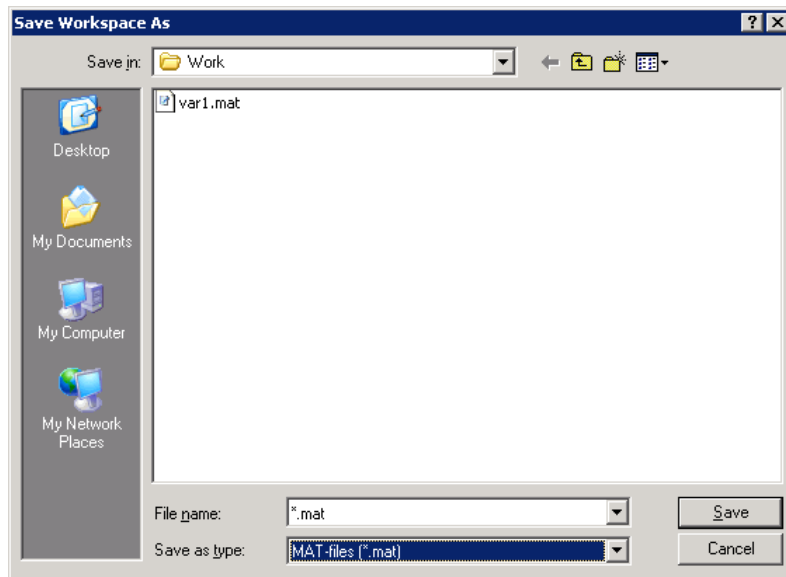 Save Workspace As
Save in: Work
var1.mat
Desktop
My Documents
My Computer
My Network
Places
File name: *.mat Save
Save as type: MAT-files (*.mat) Cancel